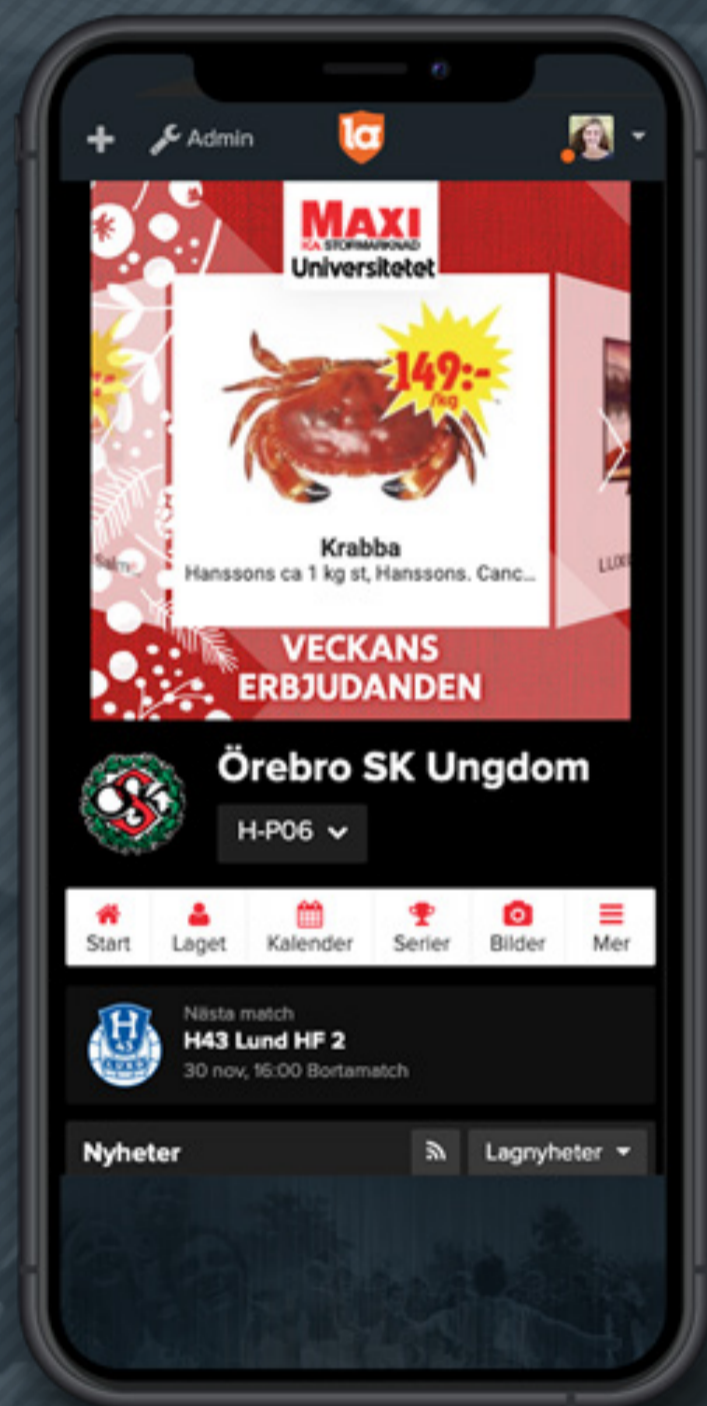 Admin
la
MAXI
ICA STORMARKNAD
Universitetet
149:-
/kg
Krabba
Hanssons ca 1 kg st, Hanssons. Canc...
VECKANS
ERBJUDANDEN
Örebro SK Ungdom
H-P06
Start Laget Kalender Serier Bilder Mer
H
43
LUND
Nästa match
H43 Lund HF 2
30 nov, 16:00 Bortamatch
Nyheter Lagnyheter